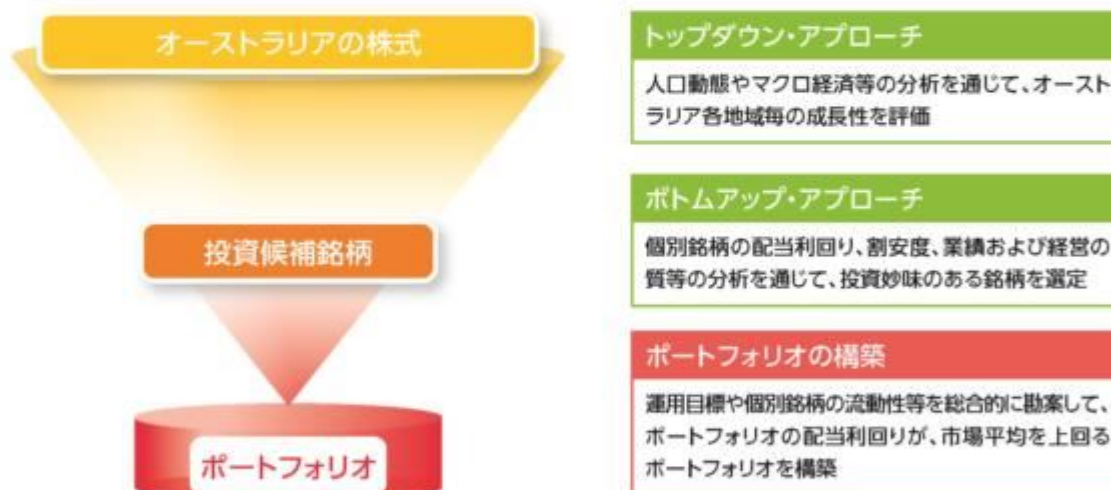 オーストラリアの株式
投資候補銘柄
ポートフォリオ
トップダウン・アプローチ
人口動態やマクロ経済等の分析を通じて、オースト
ラリア各地域毎の成長性を評価
ボトムアップ・アプローチ
個別銘柄の配当利回り、割安度、業績および経営の
質等の分析を通じて、投資妙味のある銘柄を選定
ポートフォリオの構築
運用目標や個別銘柄の流動性等を総合的に勘案して、
ポートフォリオの配当利回りが、市場平均を上回る
ポートフォリオを構築